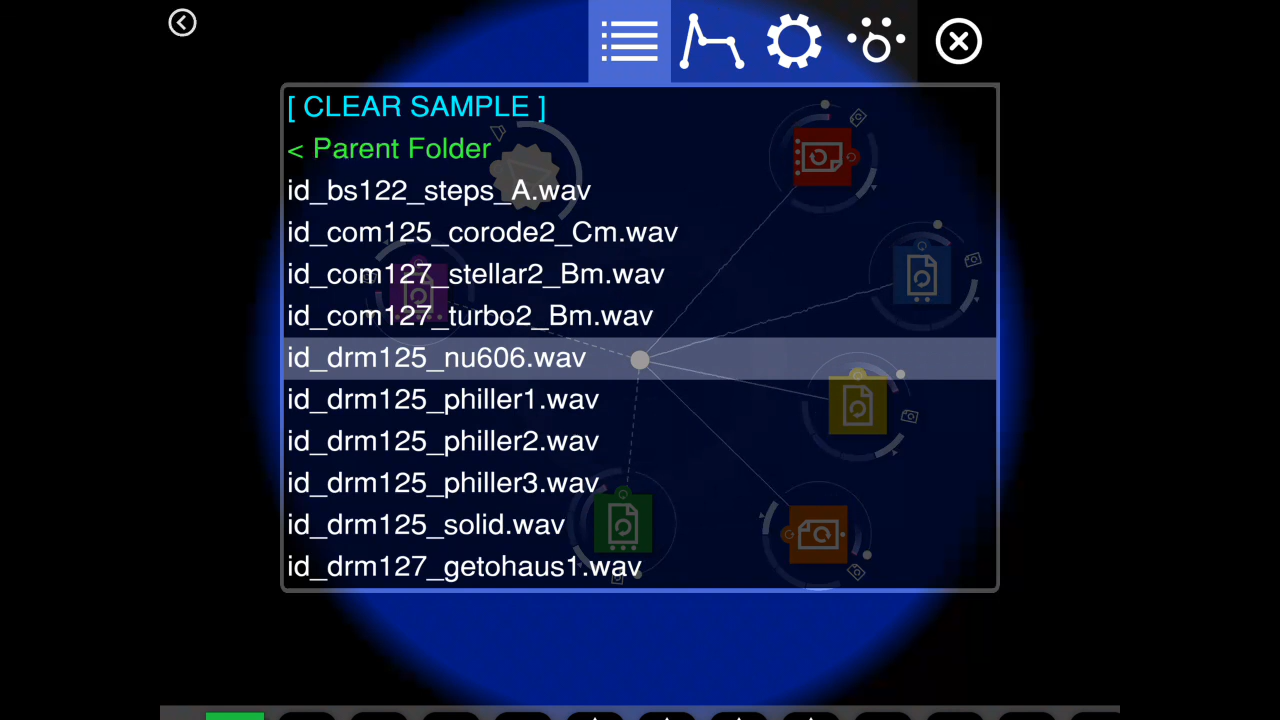 [ CLEAR SAMPLE ]
< Parent Folder
id_bs122_steps_A.wav
id_com125_corode2_Cm.wav
id_com127_stellar2_Bm.wav
id_com127_turbo2_Bm.wav
id_drm125_nu606.wav
id_drm125_philler1.wav
id_drm125_philler2.wav
id_drm125_philler3.wav
id_drm125_solid.wav
id_drm127_getohaus1.wav